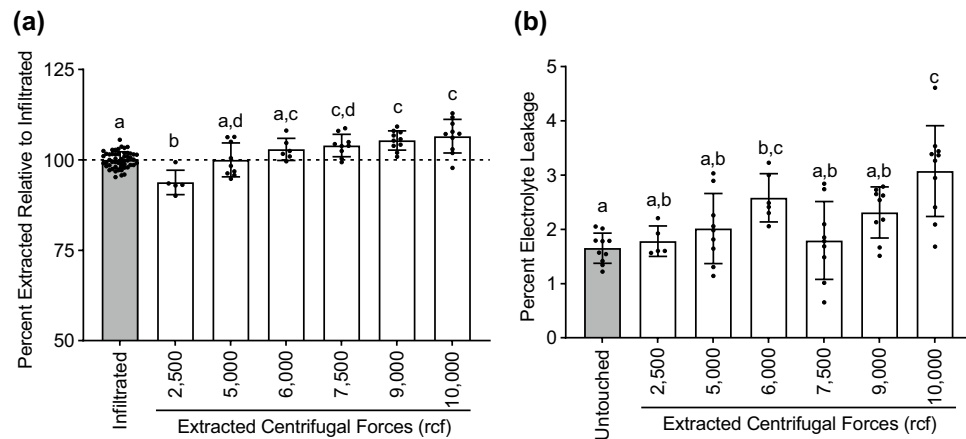 (a)
Percent Extracted Relative to Infiltrated
125
100
75
50
a
b
a,d
a,c
c,d
c
c
Infiltrated
2,500
5,000
6,000
7,500
9,000
10,000
Extracted Centrifugal Forces (rcf)
(b)
Percent Electrolyte Leakage
5
4
3
2
1
0
a
a,b
a,b
b,c
a,b
a,b
c
Untouched
2,500
5,000
6,000
7,500
9,000
10,000
Extracted Centrifugal Forces (rcf)